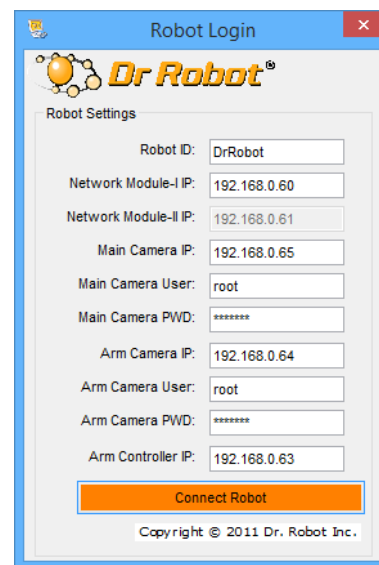 Robot Login
Dr Robot®
Robot Settings
Robot ID: DrRobot
Network Module-I IP: 192.168.0.60
Network Module-II IP: 192.168.0.61
Main Camera IP: 192.168.0.65
Main Camera User: root
Main Camera PWD: *******
Arm Camera IP: 192.168.0.64
Arm Camera User: root
Arm Camera PWD: *******
Arm Controller IP: 192.168.0.63
Connect Robot
Copyright © 2011 Dr. Robot Inc.